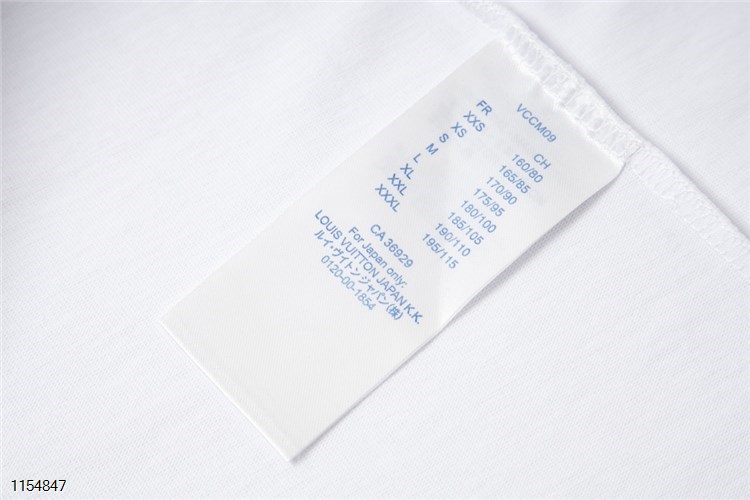 VCCM09
FR CH
XXS 160/80
XS 165/85
S 170/90
M 175/95
L 180/100
XL 185/105
XXL 190/110
XXXL 195/115
CA 36929
For Japan only:
LOUIS VUITTON JAPAN K.K.
ルイ・ヴィトンジャパン(株)
0120-00-1854
1154847